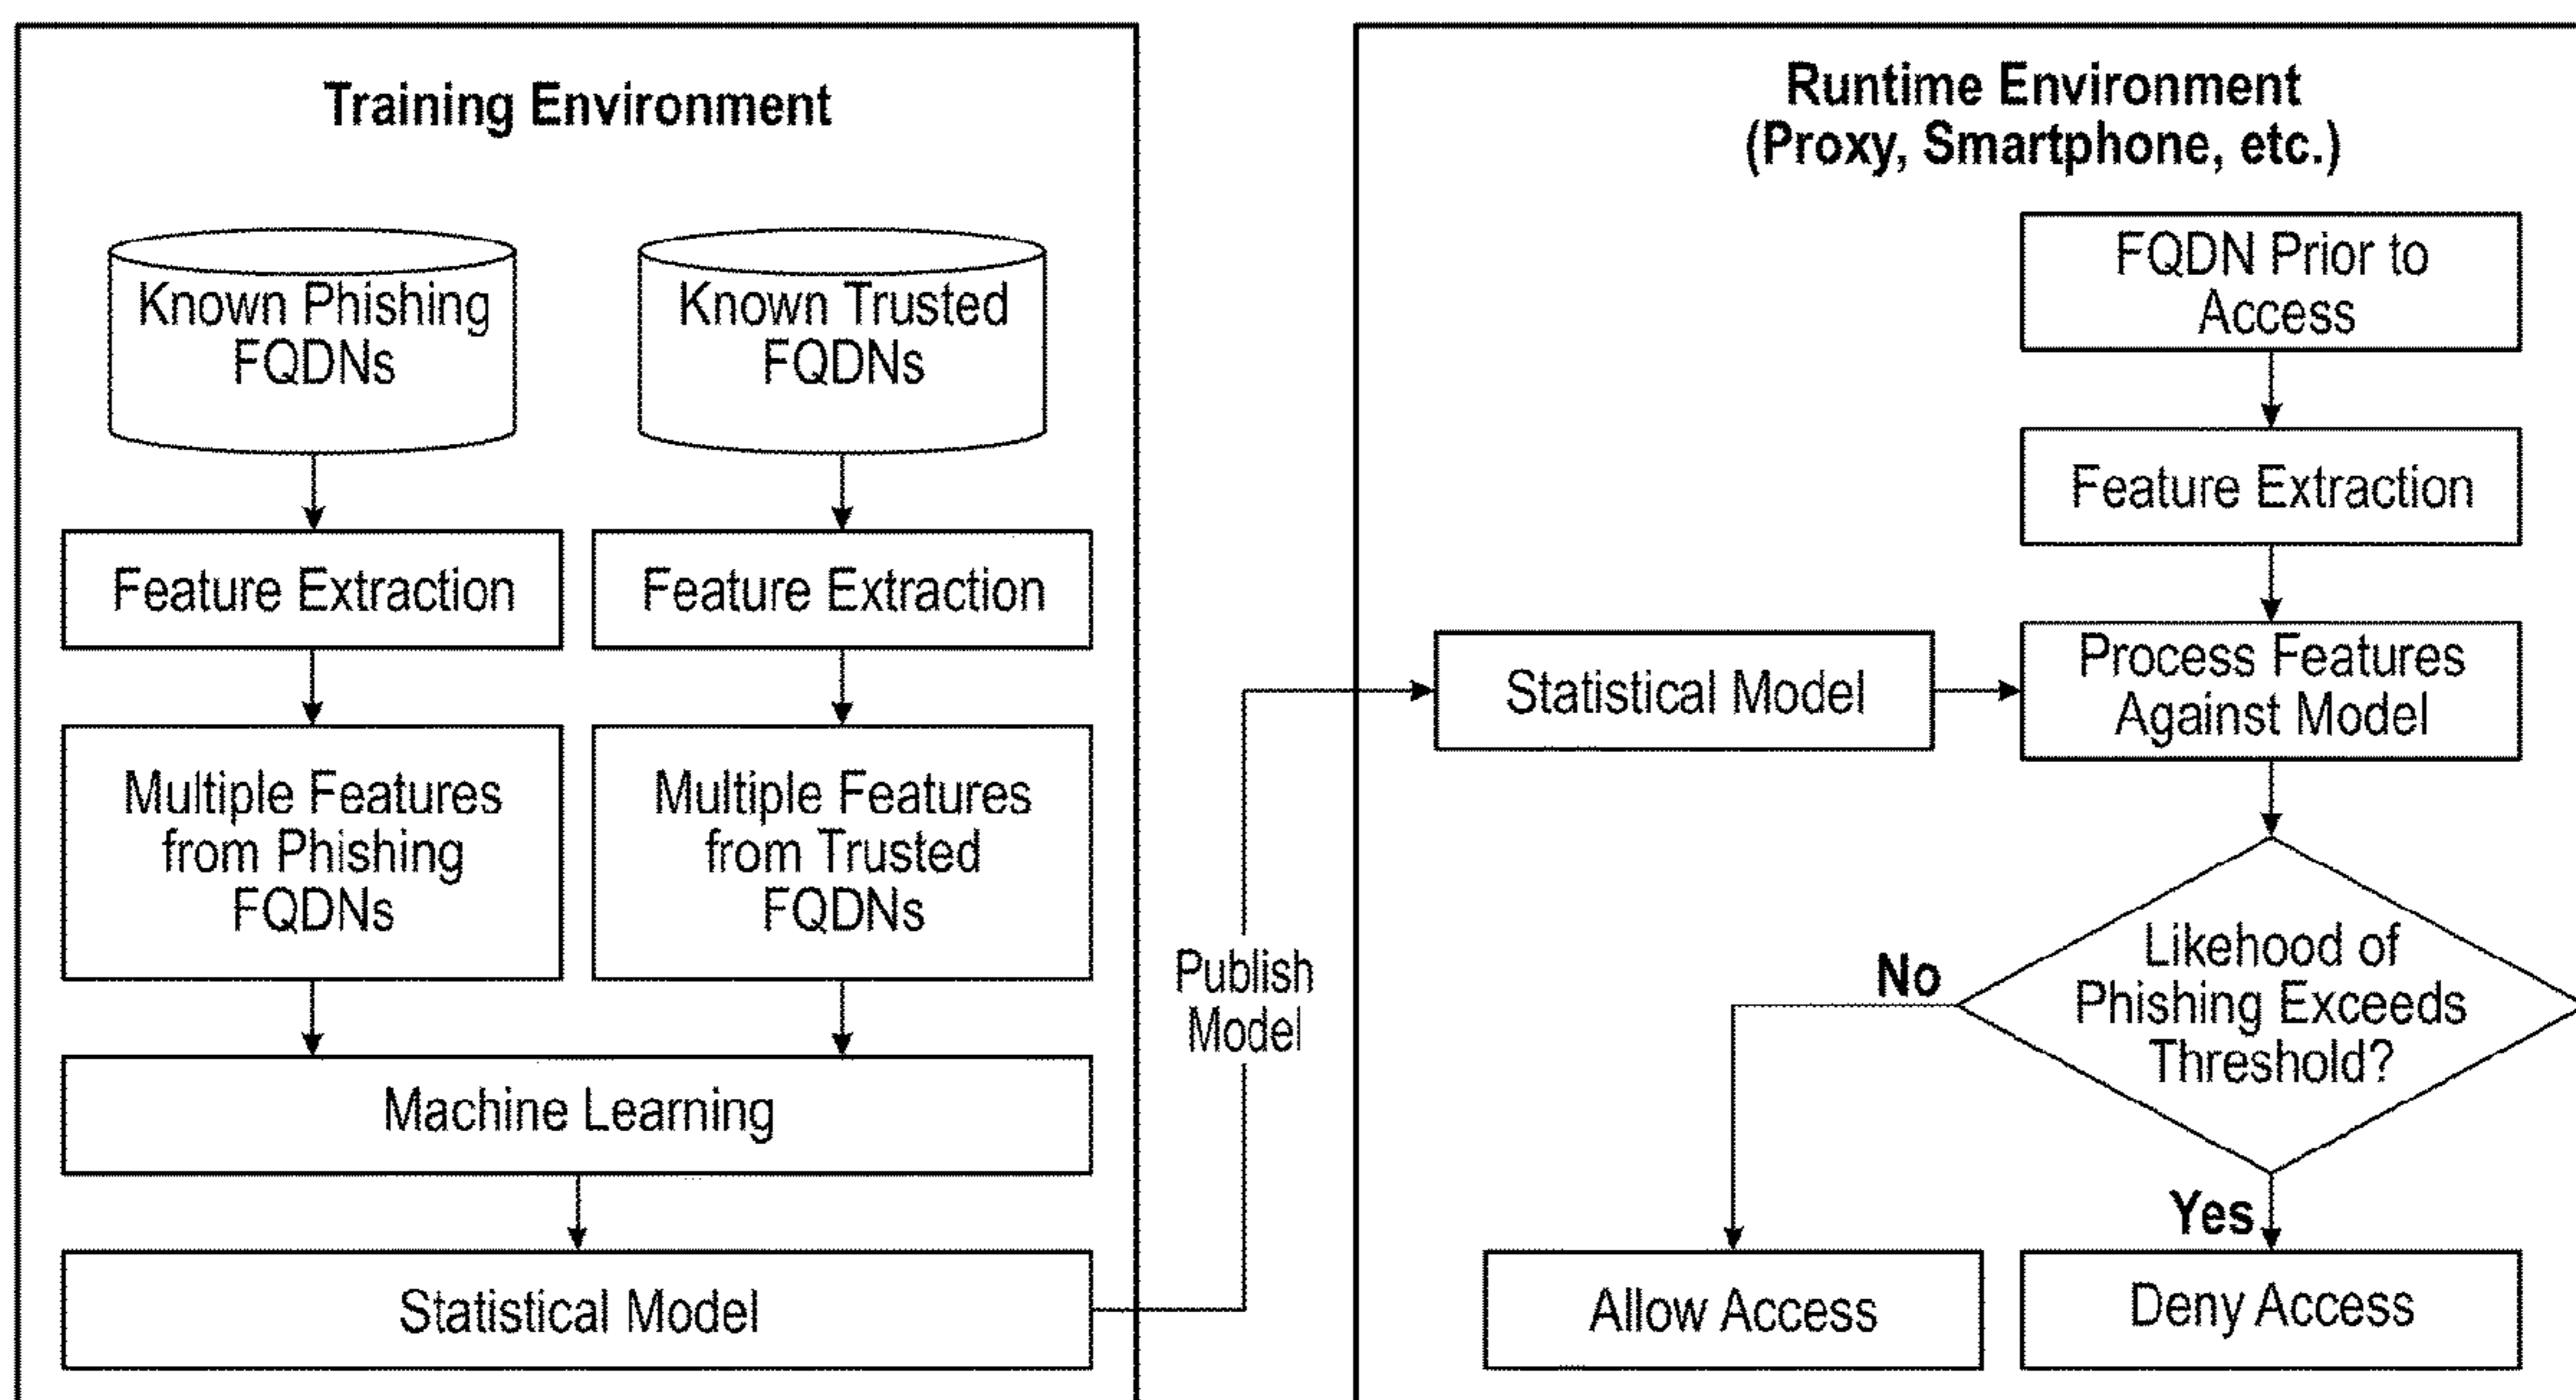 Training Environment
Known Phishing
FQDNs
Known Trusted
FQDNs
Feature Extraction
Feature Extraction
Multiple Features
from Phishing
FQDNs
Multiple Features
from Trusted
FQDNs
Machine Learning
Statistical Model
Publish
Model
Runtime Environment
(Proxy, Smartphone, etc.)
FQDN Prior to
Access
Feature Extraction
Statistical Model
Process Features
Against Model
Likehood of
Phishing Exceeds
Threshold?
No
Yes
Allow Access
Deny Access